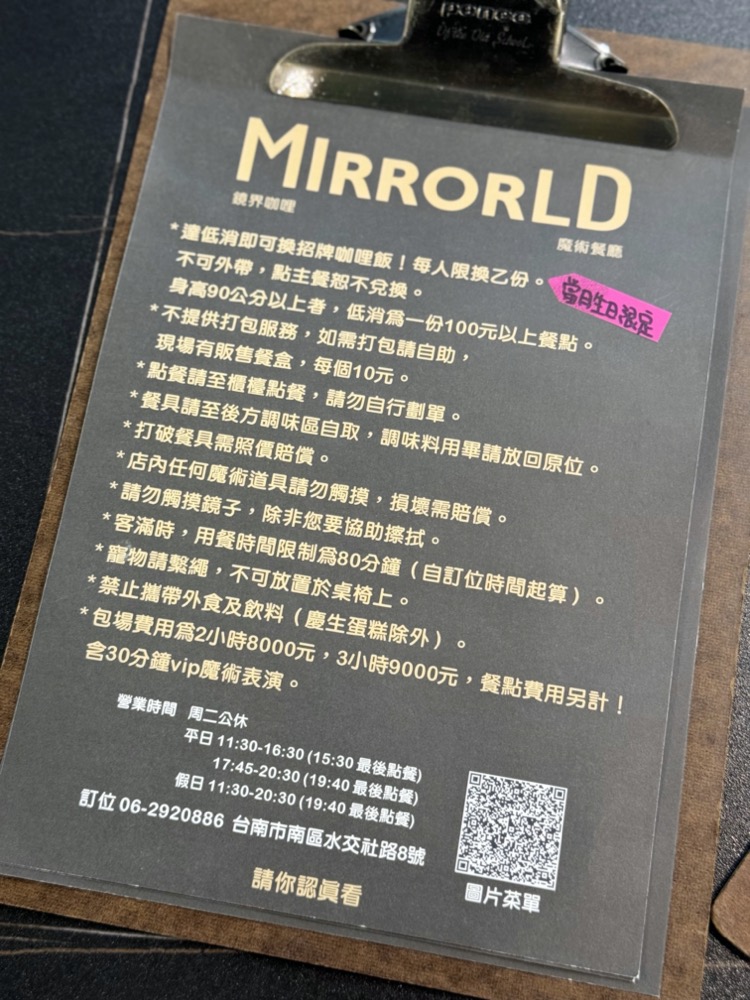 penco
MIRRORLD
鏡界咖哩
魔術餐廳
*達低消即可換招牌咖哩飯！每人限換乙份。
當月生日限定
不可外帶，點主餐恕不兌換。
身高90公分以上者，低消為一份100元以上餐點。
*不提供打包服務，如需打包請自助，
現場有販售餐盒，每個10元。
*點餐請至櫃檯點餐，請勿自行劃單。
*餐具請至後方調味區自取，調味料用畢請放回原位。
*打破餐具需照價賠償。
*店內任何魔術道具請勿觸摸，損壞需賠償。
*請勿觸摸鏡子，除非您要協助擦拭。
*客滿時，用餐時間限制為80分鐘（自訂位時間起算）。
*寵物請繫繩，不可放置於桌椅上。
*禁止攜帶外食及飲料（慶生蛋糕除外）。
*包場費用為2小時8000元，3小時9000元，餐點費用另計！
含30分鐘vip魔術表演。
營業時間 周二公休
平日 11:30-16:30 (15:30 最後點餐)
17:45-20:30 (19:40 最後點餐)
假日 11:30-20:30 (19:40 最後點餐)
訂位 06-2920886 台南市南區水交社路8號
請你認真看
圖片菜單